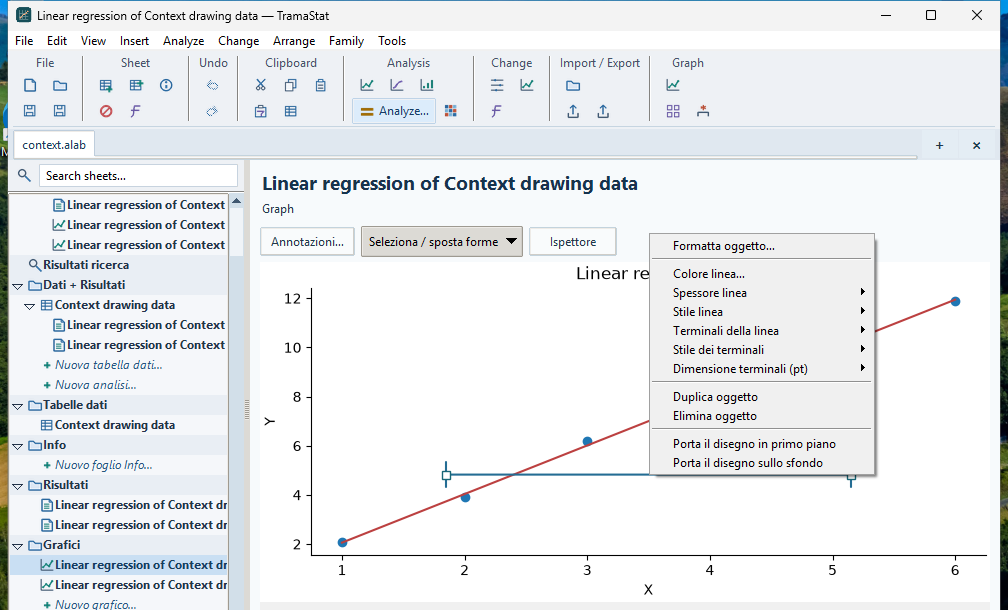 Linear regression of Context drawing data — TramaStat
File Edit View Insert Analyze Change Arrange Family Tools
File Sheet Undo Clipboard Analysis Change Import / Export Graph
Analyze...
context.alab
+
Search sheets...
Linear regression of Context
Linear regression of Context
Linear regression of Context
Risultati ricerca
Dati + Risultati
Context drawing data
Linear regression of Context
Linear regression of Context
+ Nuova tabella dati...
+ Nuova analisi...
Tabelle dati
Context drawing data
Info
+ Nuovo foglio Info...
Risultati
Linear regression of Context dr
Linear regression of Context dr
Grafici
Linear regression of Context dr
Linear regression of Context dr
+ Nuovo grafico...
Linear regression of Context drawing data
Graph
Annotazioni... Seleziona / sposta forme Ispettore
Linear re
12
10
8
6
4
2
Y
1 2 3 4 5 6
X
Formatta oggetto...
Colore linea...
Spessore linea
Stile linea
Terminali della linea
Stile dei terminali
Dimensione terminali (pt)
Duplica oggetto
Elimina oggetto
Porta il disegno in primo piano
Porta il disegno sullo sfondo